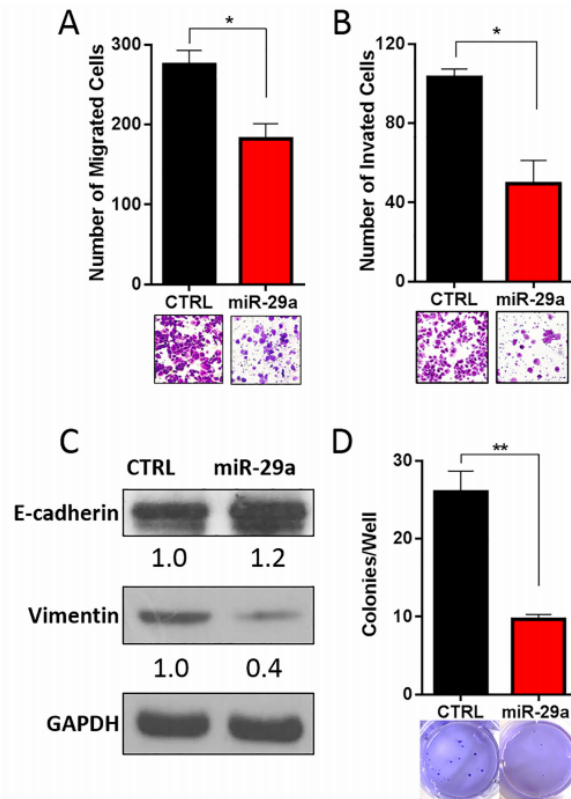 A
*
Number of Migrated Cells
300
200
100
0
CTRL miR-29a
B
*
Number of Invated Cells
120
80
40
0
CTRL miR-29a
C
CTRL miR-29a
E-cadherin
1.0 1.2
Vimentin
1.0 0.4
GAPDH
D
**
Colonies/Well
30
20
10
0
CTRL miR-29a